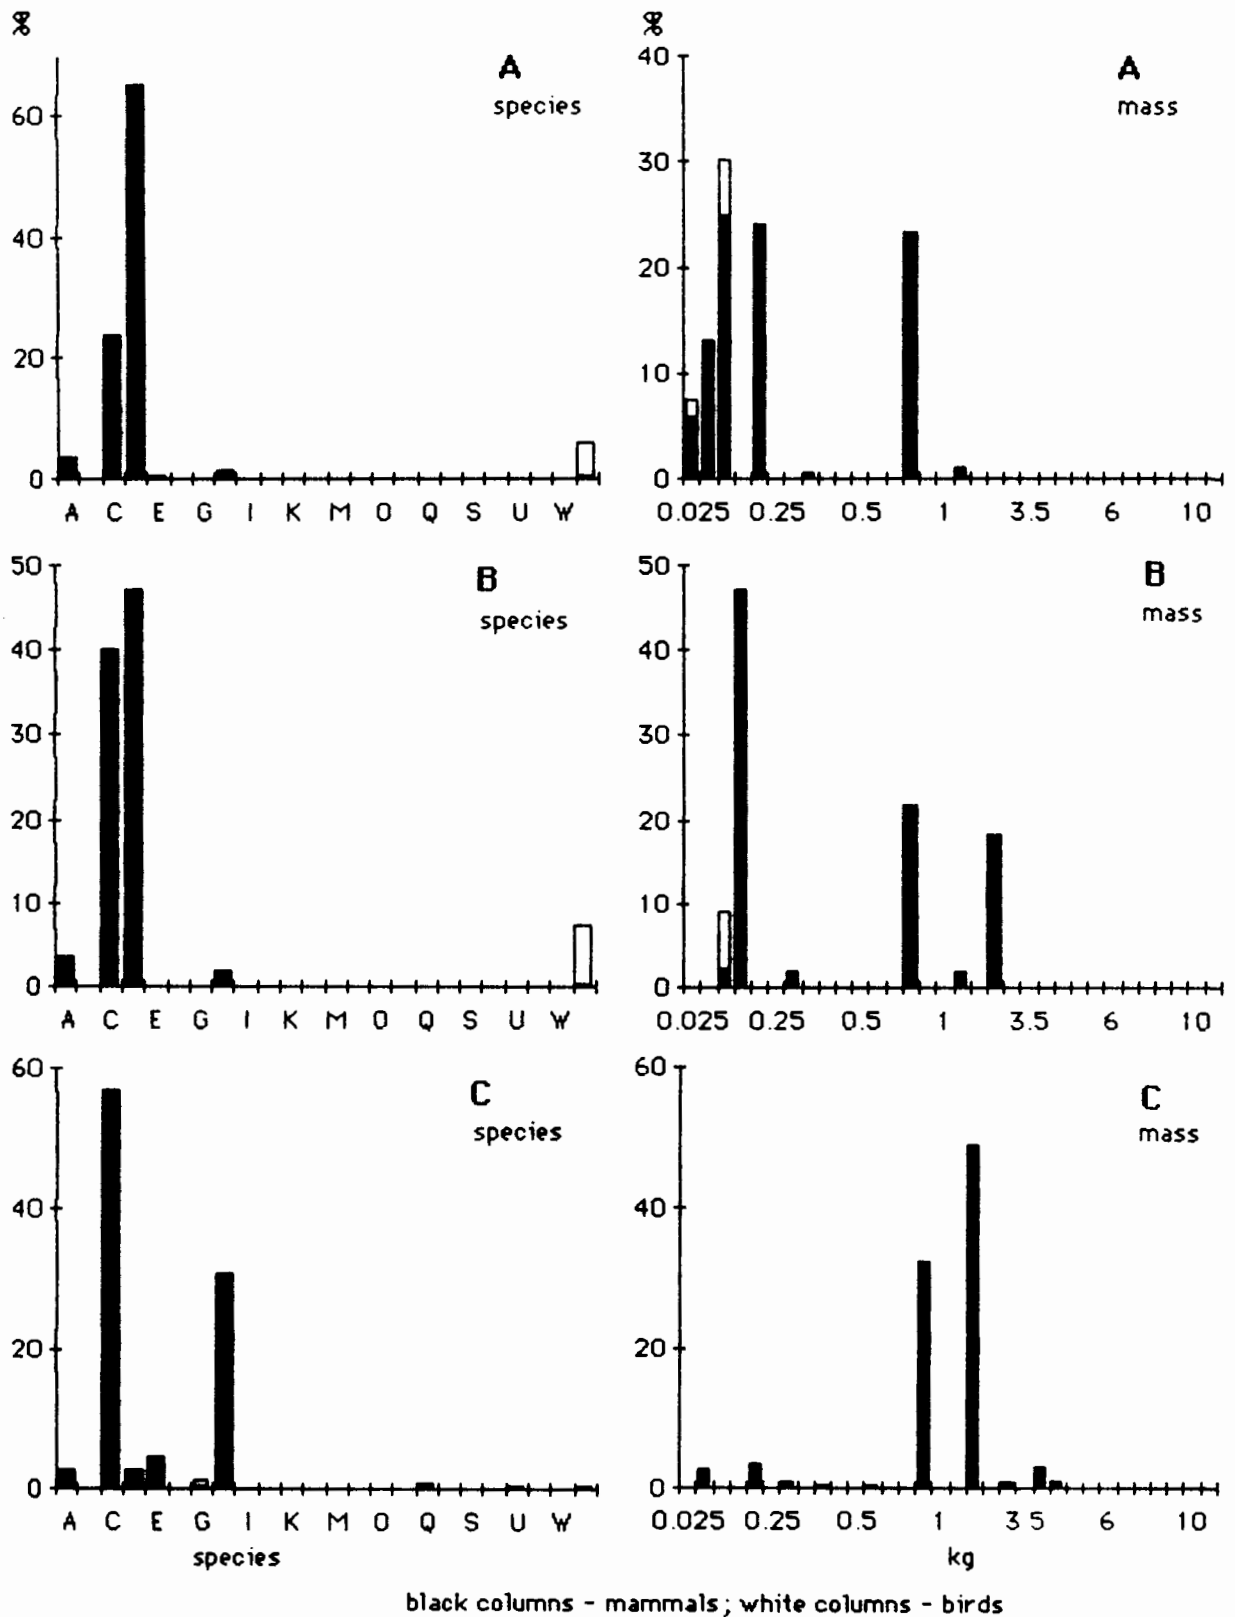 %
A
species
60
40
20
0
A C E G I K M O Q S U W
%
A
mass
40
30
20
10
0
0.025 0.25 0.5 1 3.5 6 10
B
species
50
40
30
20
10
0
A C E G I K M O Q S U W
B
mass
50
40
30
20
10
0
0.025 0.25 0.5 1 3.5 6 10
C
species
60
40
20
0
A C E G I K M O Q S U W
species
C
mass
60
40
20
0
0.025 0.25 0.5 1 3 5 6 10
kg
black columns - mammals; white columns - birds